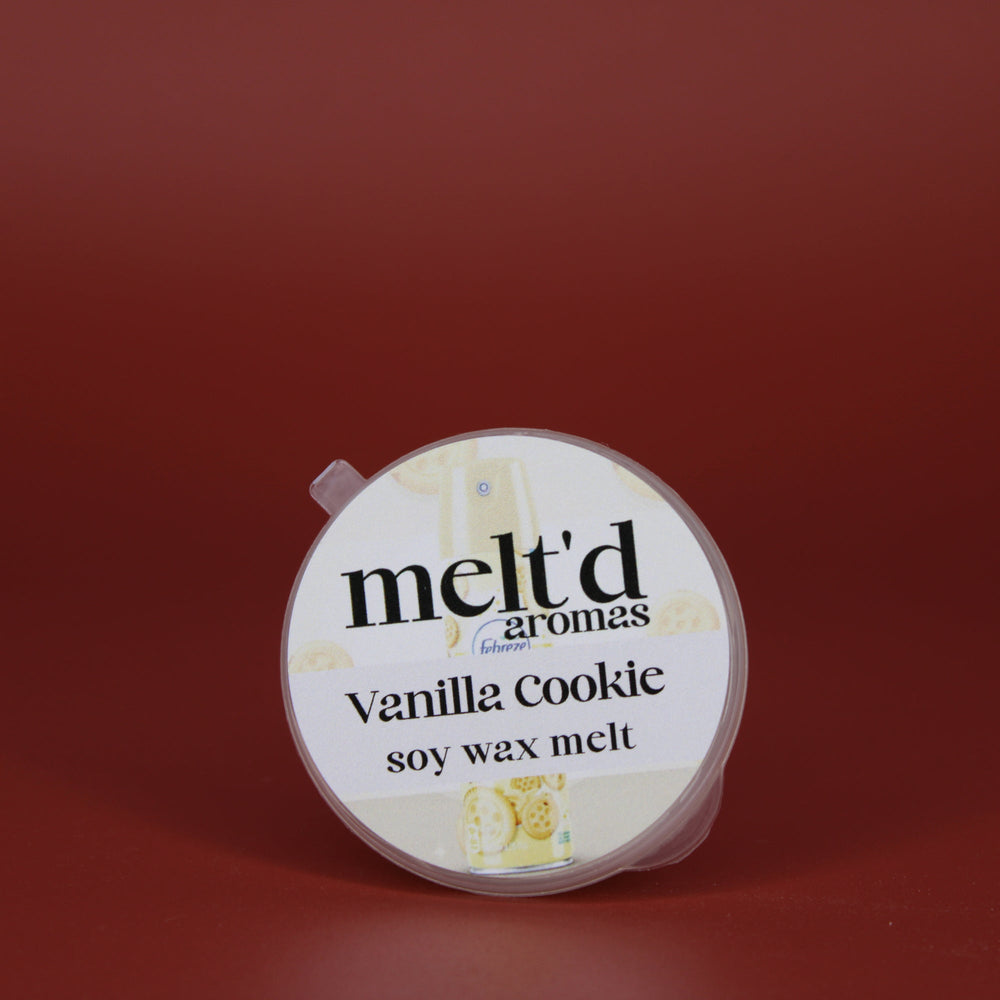 melt'd
aromas
Febreze
Vanilla Cookie
soy wax melt